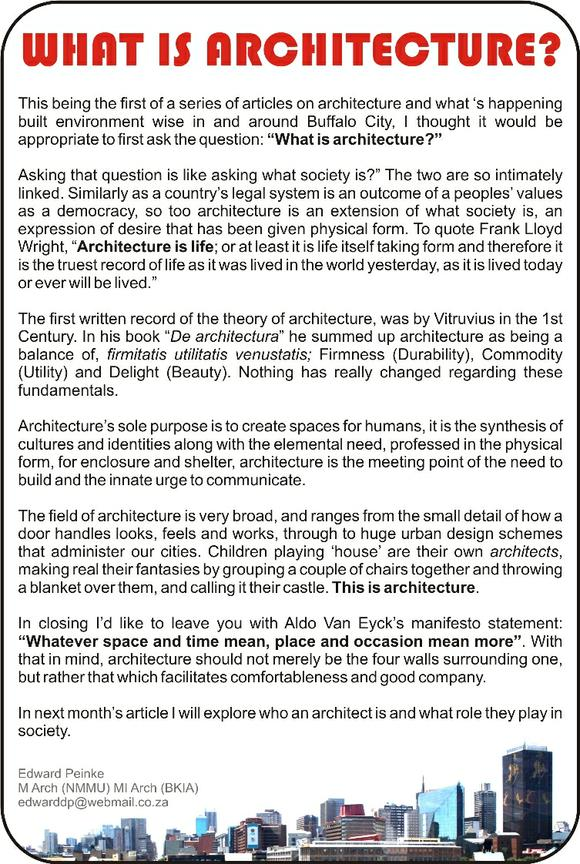 WHAT IS ARCHITECTURE?
This being the first of a series of articles on architecture and what ‘s happening
built environment wise in and around Buffalo City, I thought it would be
appropriate to first ask the question: “What is architecture?”
Asking that question is like asking what society is?” The two are so intimately
linked. Similarly as a country’s legal system is an outcome of a peoples’ values
as a democracy, so too architecture is an extension of what society is, an
expression of desire that has been given physical form. To quote Frank Lloyd
Wright, “Architecture is life; or at least it is life itself taking form and therefore it
is the truest record of life as it was lived in the world yesterday, as it is lived today
or ever will be lived.”
The first written record of the theory of architecture, was by Vitruvius in the 1st
Century. In his book “De architectura” he summed up architecture as being a
balance of, firmitatis utilitatis venustatis; Firmness (Durability), Commodity
(Utility) and Delight (Beauty). Nothing has really changed regarding these
fundamentals.
Architecture’s sole purpose is to create spaces for humans, it is the synthesis of
cultures and identities along with the elemental need, professed in the physical
form, for enclosure and shelter, architecture is the meeting point of the need to
build and the innate urge to communicate.
The field of architecture is very broad, and ranges from the small detail of how a
door handles looks, feels and works, through to huge urban design schemes
that administer our cities. Children playing ‘house’ are their own architects,
making real their fantasies by grouping a couple of chairs together and throwing
a blanket over them, and calling it their castle. This is architecture.
In closing I’d like to leave you with Aldo Van Eyck’s manifesto statement:
“Whatever space and time mean, place and occasion mean more”. With
that in mind, architecture should not merely be the four walls surrounding one,
but rather that which facilitates comfortableness and good company.
In next month’s article I will explore who an architect is and what role they play in
society.
Edward Peinke
M Arch (NMMU) MI Arch (BKIA)
edwarddp@webmail.co.za